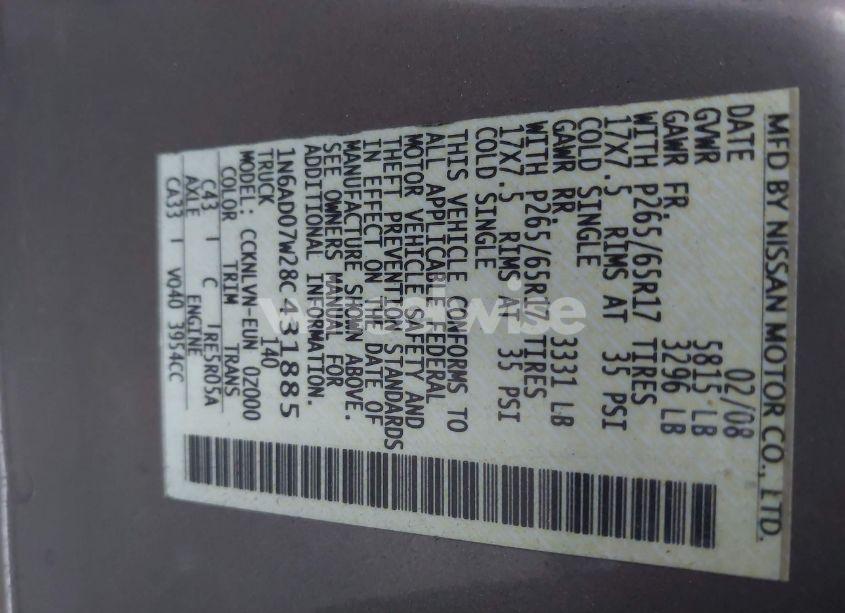 MFD BY NISSAN MOTOR CO., LTD.
DATE 02/08
GVWR 5815 LB
GAWR FR. 3296 LB
WITH P265/65R17 TIRES
17X7.5 RIMS AT 35 PSI
COLD SINGLE
GAWR RR. 3331 LB
WITH P265/65R17 TIRES
17X7.5 RIMS AT 35 PSI
COLD SINGLE
THIS VEHICLE CONFORMS TO
ALL APPLICABLE FEDERAL
MOTOR VEHICLE SAFETY AND
THEFT PREVENTION STANDARDS
IN EFFECT ON THE DATE OF
MANUFACTURE SHOWN ABOVE.
SEE OWNERS MANUAL FOR
ADDITIONAL INFORMATION.
1N6AD07W28C431885
TRUCK 140
MODEL: CCKNLVN-EUN 0Z000
COLOR TRIM TRANS
C43 C RE5R05A
AXLE ENGINE
CA33 VQ40 3954CC